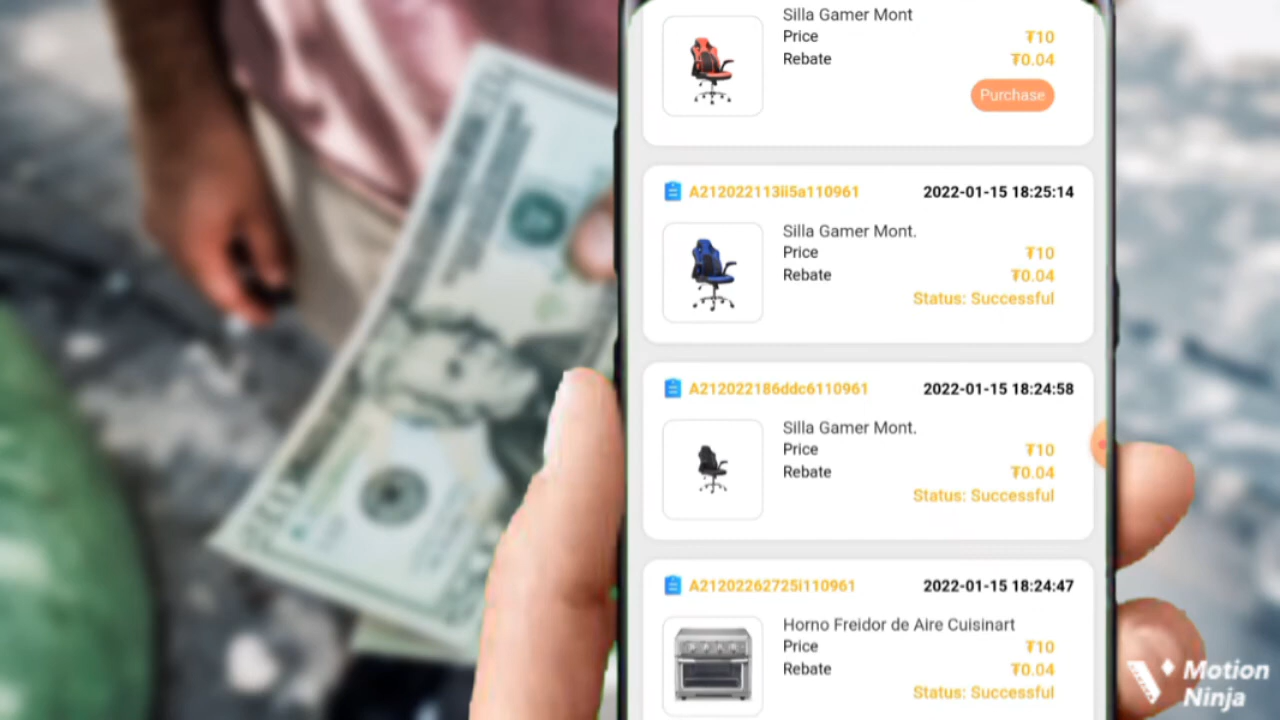 Silla Gamer Mont
Price ₮10
Rebate ₮0.04
Purchase
A212022113ii5a110961 2022-01-15 18:25:14
Silla Gamer Mont.
Price ₮10
Rebate ₮0.04
Status: Successful
A212022186ddc6110961 2022-01-15 18:24:58
Silla Gamer Mont.
Price ₮10
Rebate ₮0.04
Status: Successful
A21202262725i110961 2022-01-15 18:24:47
Horno Freidor de Aire Cuisinart
Price ₮10
Rebate ₮0.04
Status: Successful
Motion
Ninja